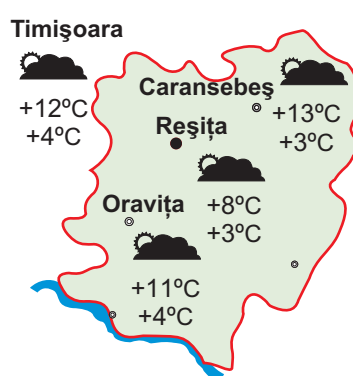 Timişoara
+12ºC
+4ºC
Caransebeş
+13ºC
+3ºC
Reşiţa
+8ºC
+3ºC
Oraviţa
+11ºC
+4ºC